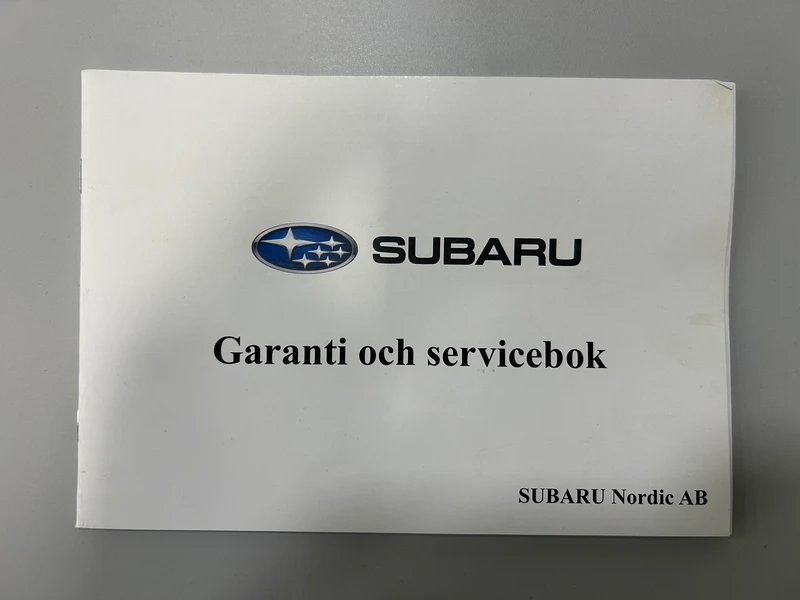 SUBARU
Garanti och servicebok
SUBARU Nordic AB